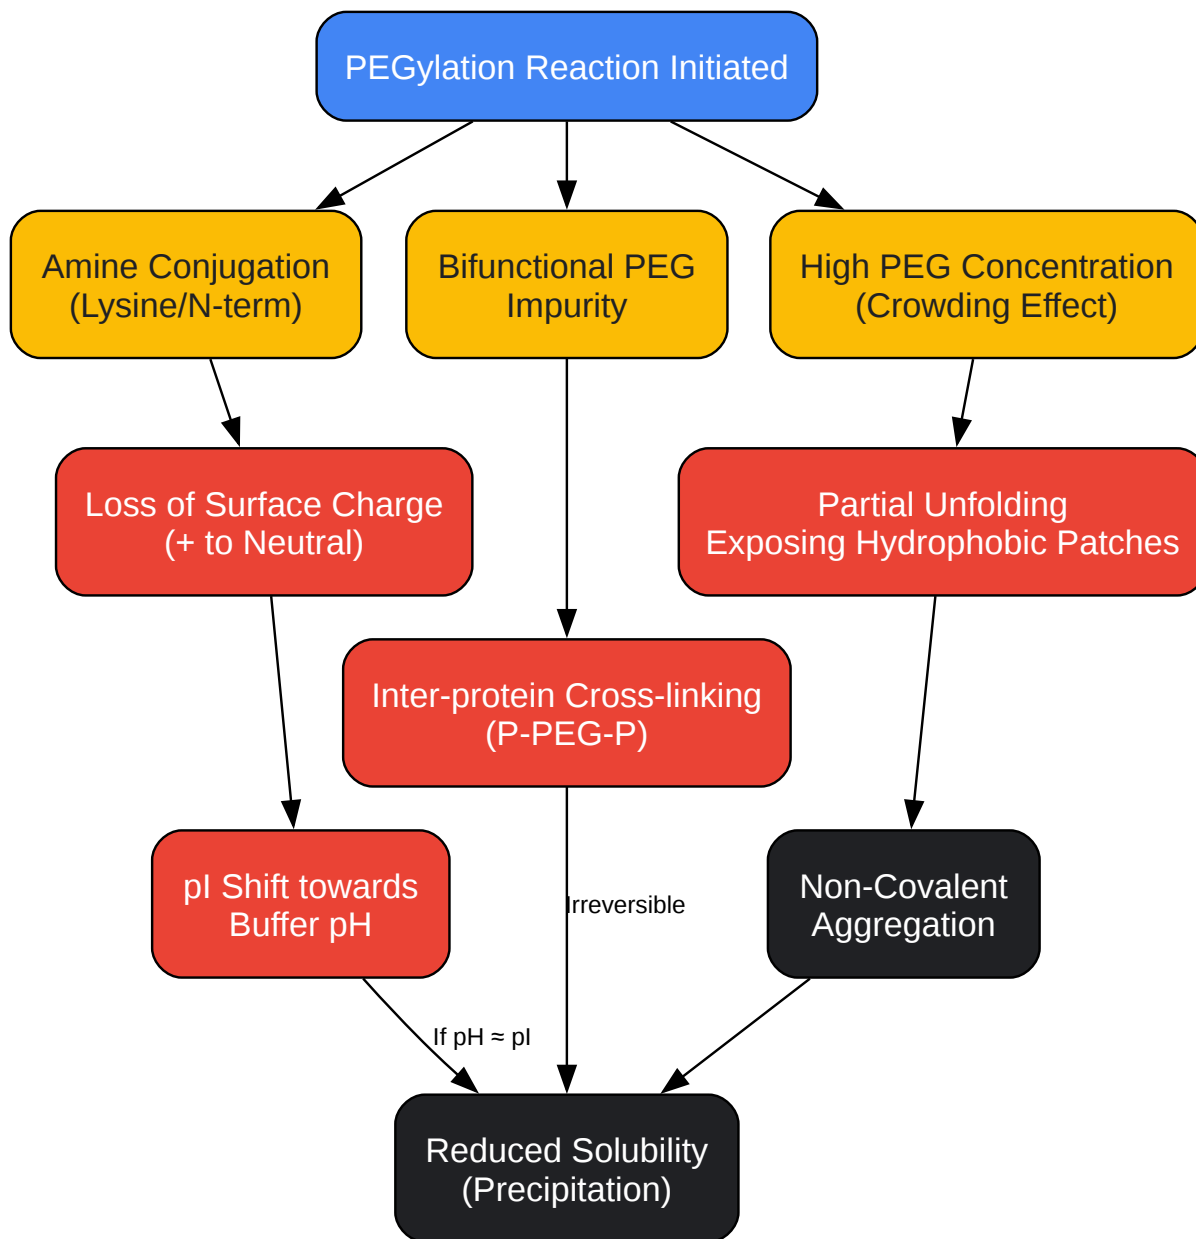 PEGylation Reaction Initiated
Amine Conjugation
(Lysine/N-term)
Bifunctional PEG
Impurity
High PEG Concentration
(Crowding Effect)
Loss of Surface Charge
(+ to Neutral)
Partial Unfolding
Exposing Hydrophobic Patches
Inter-protein Cross-linking
(P-PEG-P)
pI Shift towards
Buffer pH
Irreversible
Non-Covalent
Aggregation
If pH ≈ pI
Reduced Solubility
(Precipitation)